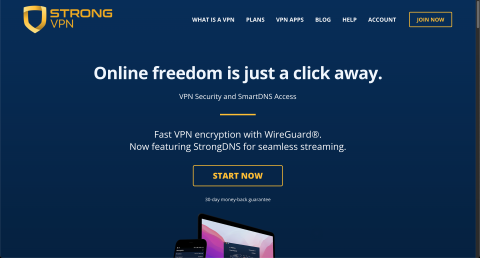 STRONG
VPN
WHAT IS A VPN PLANS VPN APPS BLOG HELP ACCOUNT JOIN NOW
Online freedom is just a click away.
VPN Security and SmartDNS Access
Fast VPN encryption with WireGuard®.
Now featuring StrongDNS for seamless streaming.
START NOW
30-day money-back guarantee